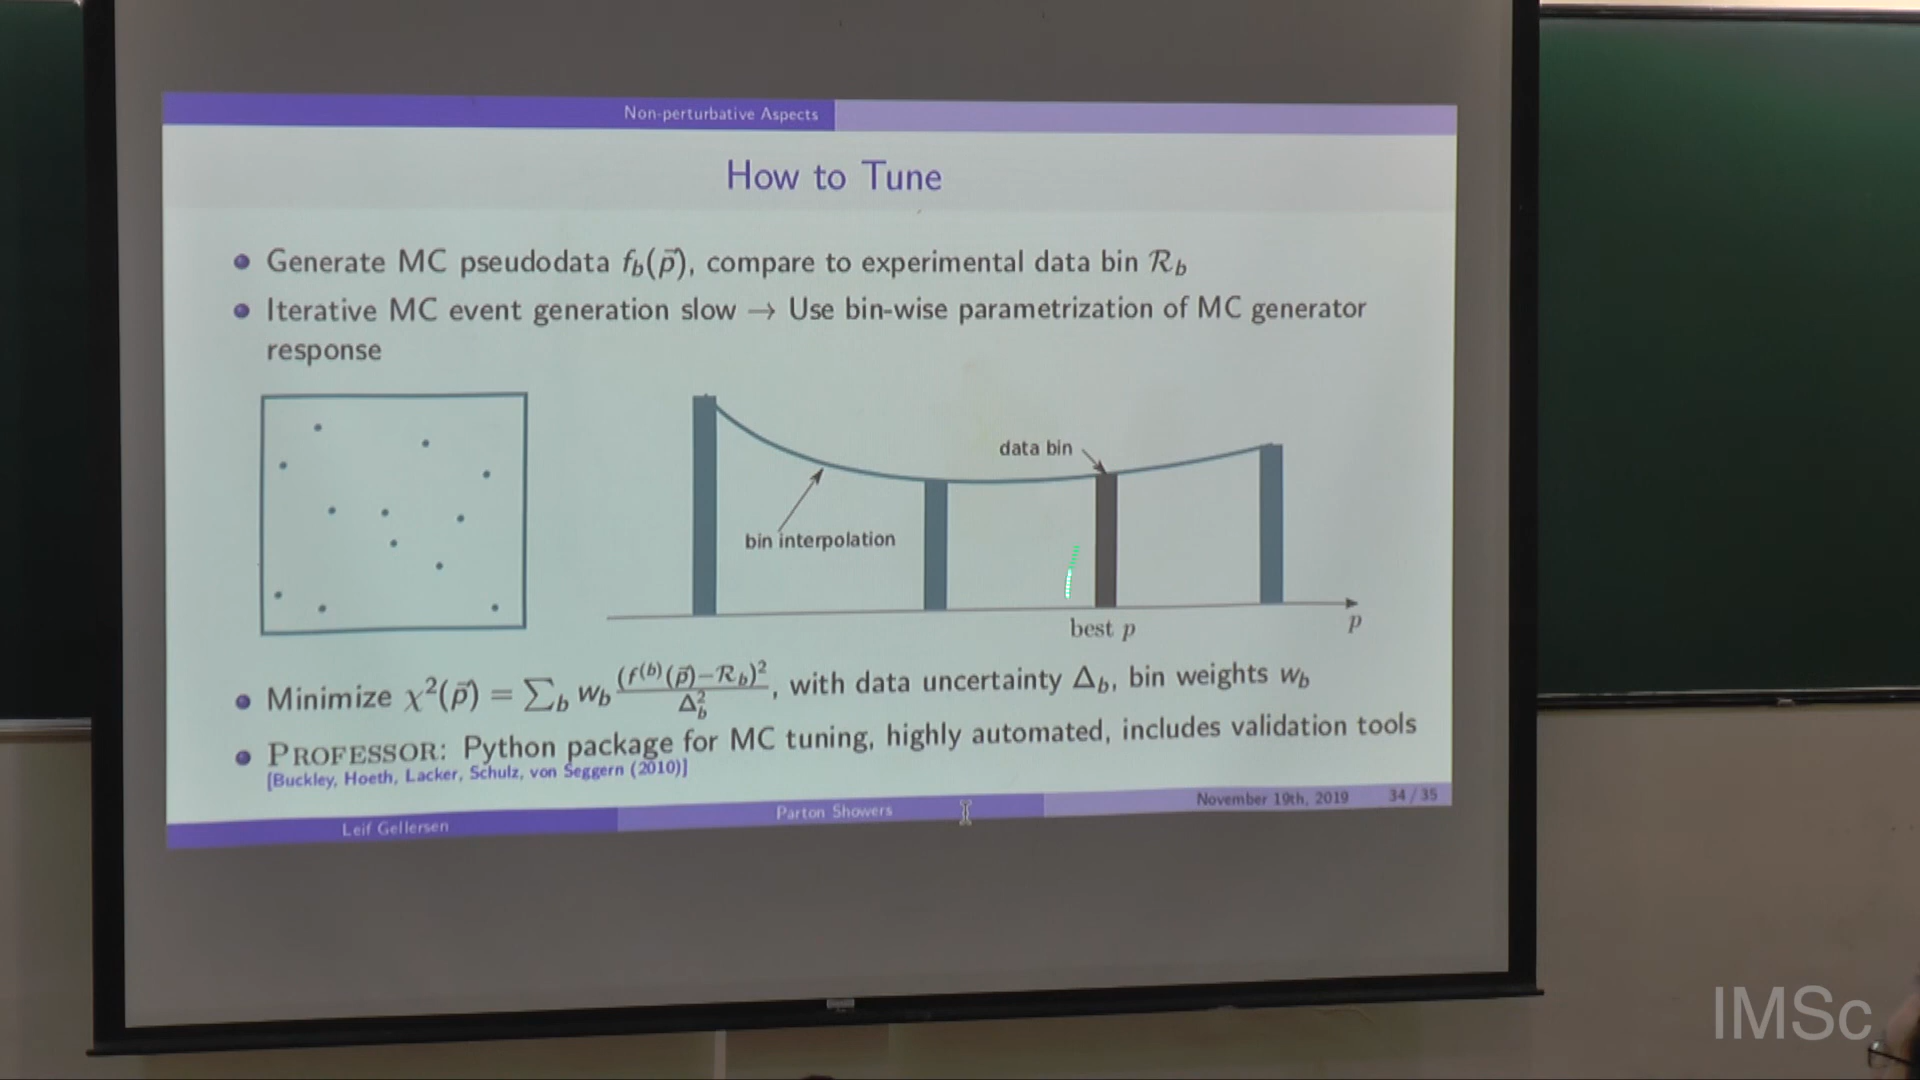 Non-perturbative Aspects
How to Tune
Generate MC pseudodata f_b(p⃗), compare to experimental data bin ℛ_b
Iterative MC event generation slow → Use bin-wise parametrization of MC generator
response
data bin
bin interpolation
best p
p
Minimize χ²(p⃗) = ∑_b w_b (f^(b)(p⃗)−ℛ_b)²/Δ_b², with data uncertainty Δ_b, bin weights w_b
PROFESSOR: Python package for MC tuning, highly automated, includes validation tools
[Buckley, Hoeth, Lacker, Schulz, von Seggern (2010)]
Leif Gellersen Parton Showers November 19th, 2019 34 / 35
IMSc